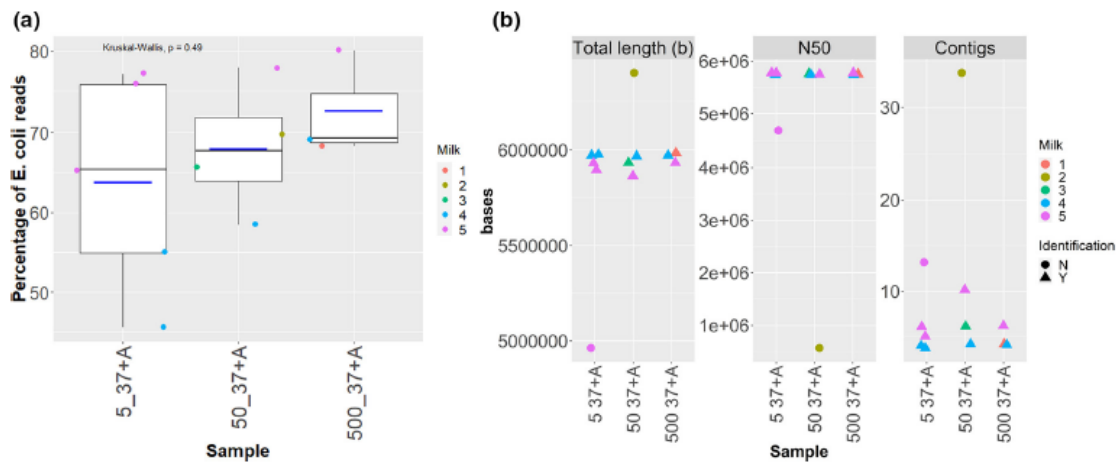 (a)
Kruskal-Wallis, p = 0.49
80
70
60
50
Percentage of E. coli reads
5_37+A
50_37+A
500_37+A
Sample
Milk
1
2
3
4
5
(b)
Total length (b)
N50
Contigs
bases
6000000
5500000
5000000
6e+06
5e+06
4e+06
3e+06
2e+06
1e+06
30
20
10
5 37+A
50 37+A
500 37+A
5 37+A
50 37+A
500 37+A
5 37+A
50 37+A
500 37+A
Sample
Milk
1
2
3
4
5
Identification
N
Y